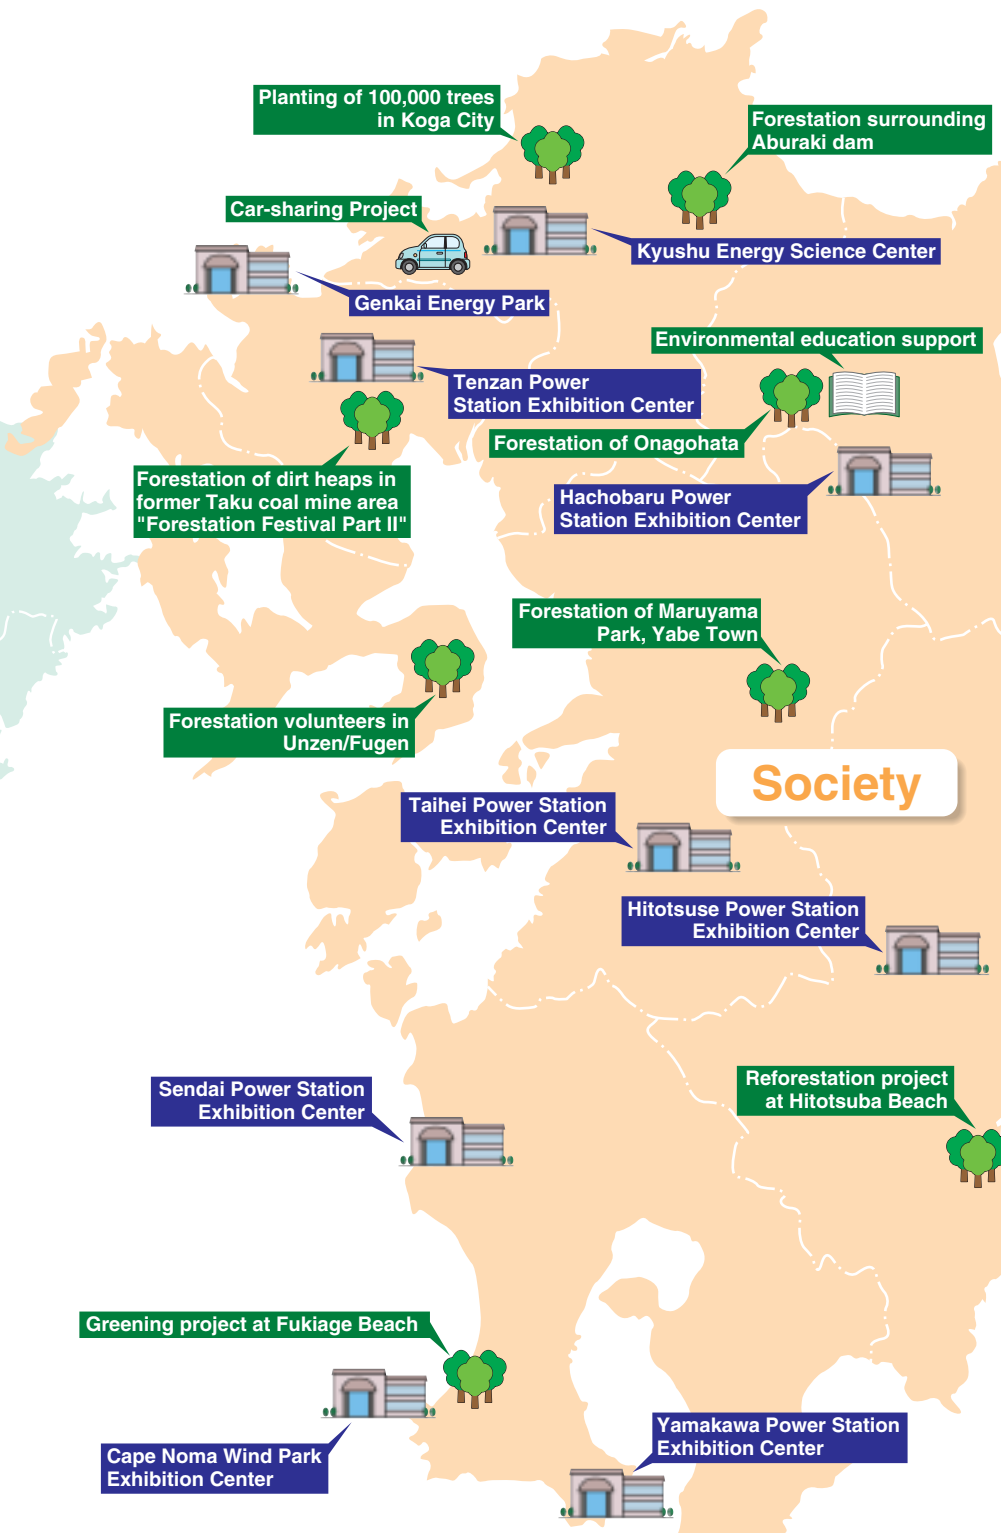 Planting of 100,000 trees
in Koga City
Forestation surrounding
Aburaki dam
Car-sharing Project
Kyushu Energy Science Center
Genkai Energy Park
Environmental education support
Tenzan Power
Station Exhibition Center
Forestation of Onagohata
Forestation of dirt heaps in
former Taku coal mine area
"Forestation Festival Part II"
Hachobaru Power
Station Exhibition Center
Forestation of Maruyama
Park, Yabe Town
Forestation volunteers in
Unzen/Fugen
Society
Taihei Power Station
Exhibition Center
Hitotsuse Power Station
Exhibition Center
Sendai Power Station
Exhibition Center
Reforestation project
at Hitotsuba Beach
Greening project at Fukiage Beach
Cape Noma Wind Park
Exhibition Center
Yamakawa Power Station
Exhibition Center